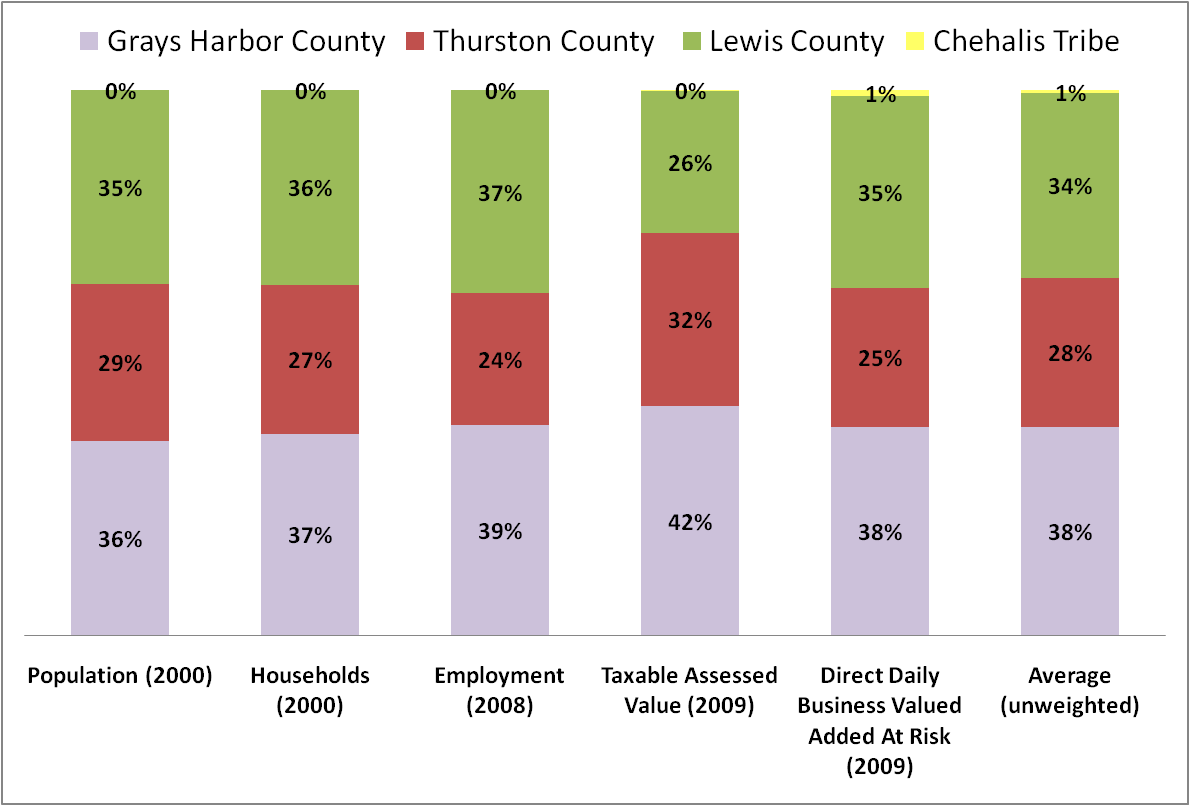 Grays Harbor County Thurston County Lewis County Chehalis Tribe
0% 0% 0% 0% 1% 1%
35% 36% 37% 26% 35% 34%
29% 27% 24% 32% 25% 28%
36% 37% 39% 42% 38% 38%
Population (2000) Households Employment Taxable Assessed Direct Daily Average
(2000) (2008) Value (2009) Business Valued (unweighted)
Added At Risk
(2009)